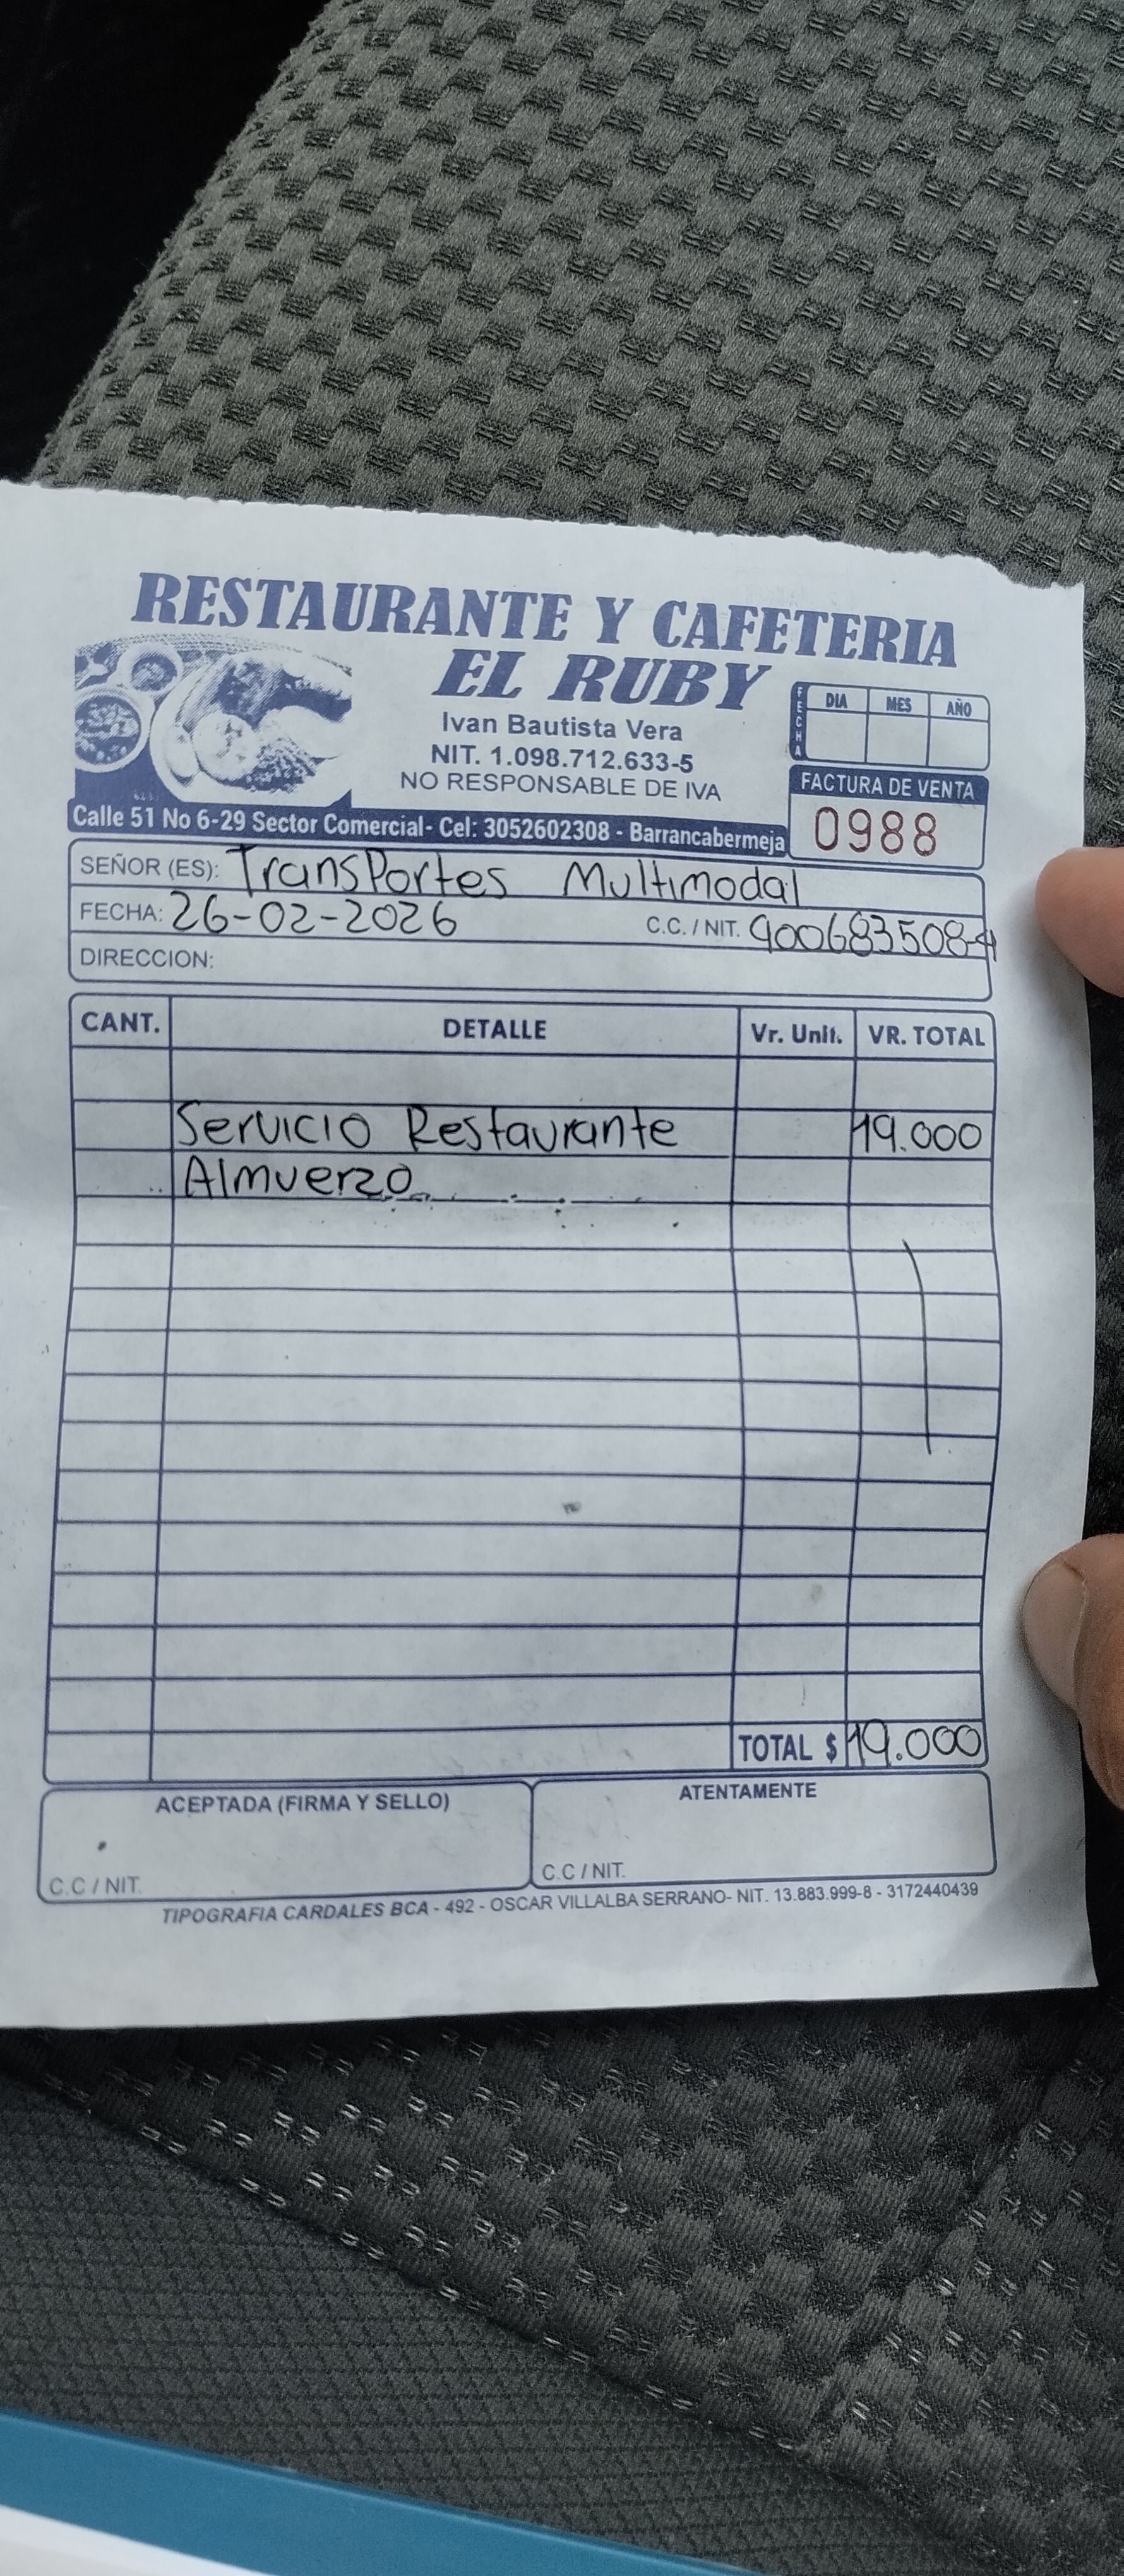 RESTAURANTE Y CAFETERIA
EL RUBY
Ivan Bautista Vera
NIT. 1.098.712.633-5
NO RESPONSABLE DE IVA
FECHA
DIA MES AÑO
FACTURA DE VENTA
0988
Calle 51 No 6-29 Sector Comercial- Cel: 3052602308 - Barrancabermeja
SEÑOR (ES): Transportes Multimodal
FECHA: 26-02-2026 C.C. / NIT. 900683508-4
DIRECCION:
CANT. DETALLE Vr. Unit. VR. TOTAL
Servicio Restaurante 19.000
Almuerzo
TOTAL $ 19.000
ACEPTADA (FIRMA Y SELLO) ATENTAMENTE
C.C / NIT. C.C / NIT.
TIPOGRAFIA CARDALES BCA - 492 - OSCAR VILLALBA SERRANO- NIT. 13.883.999-8 - 3172440439